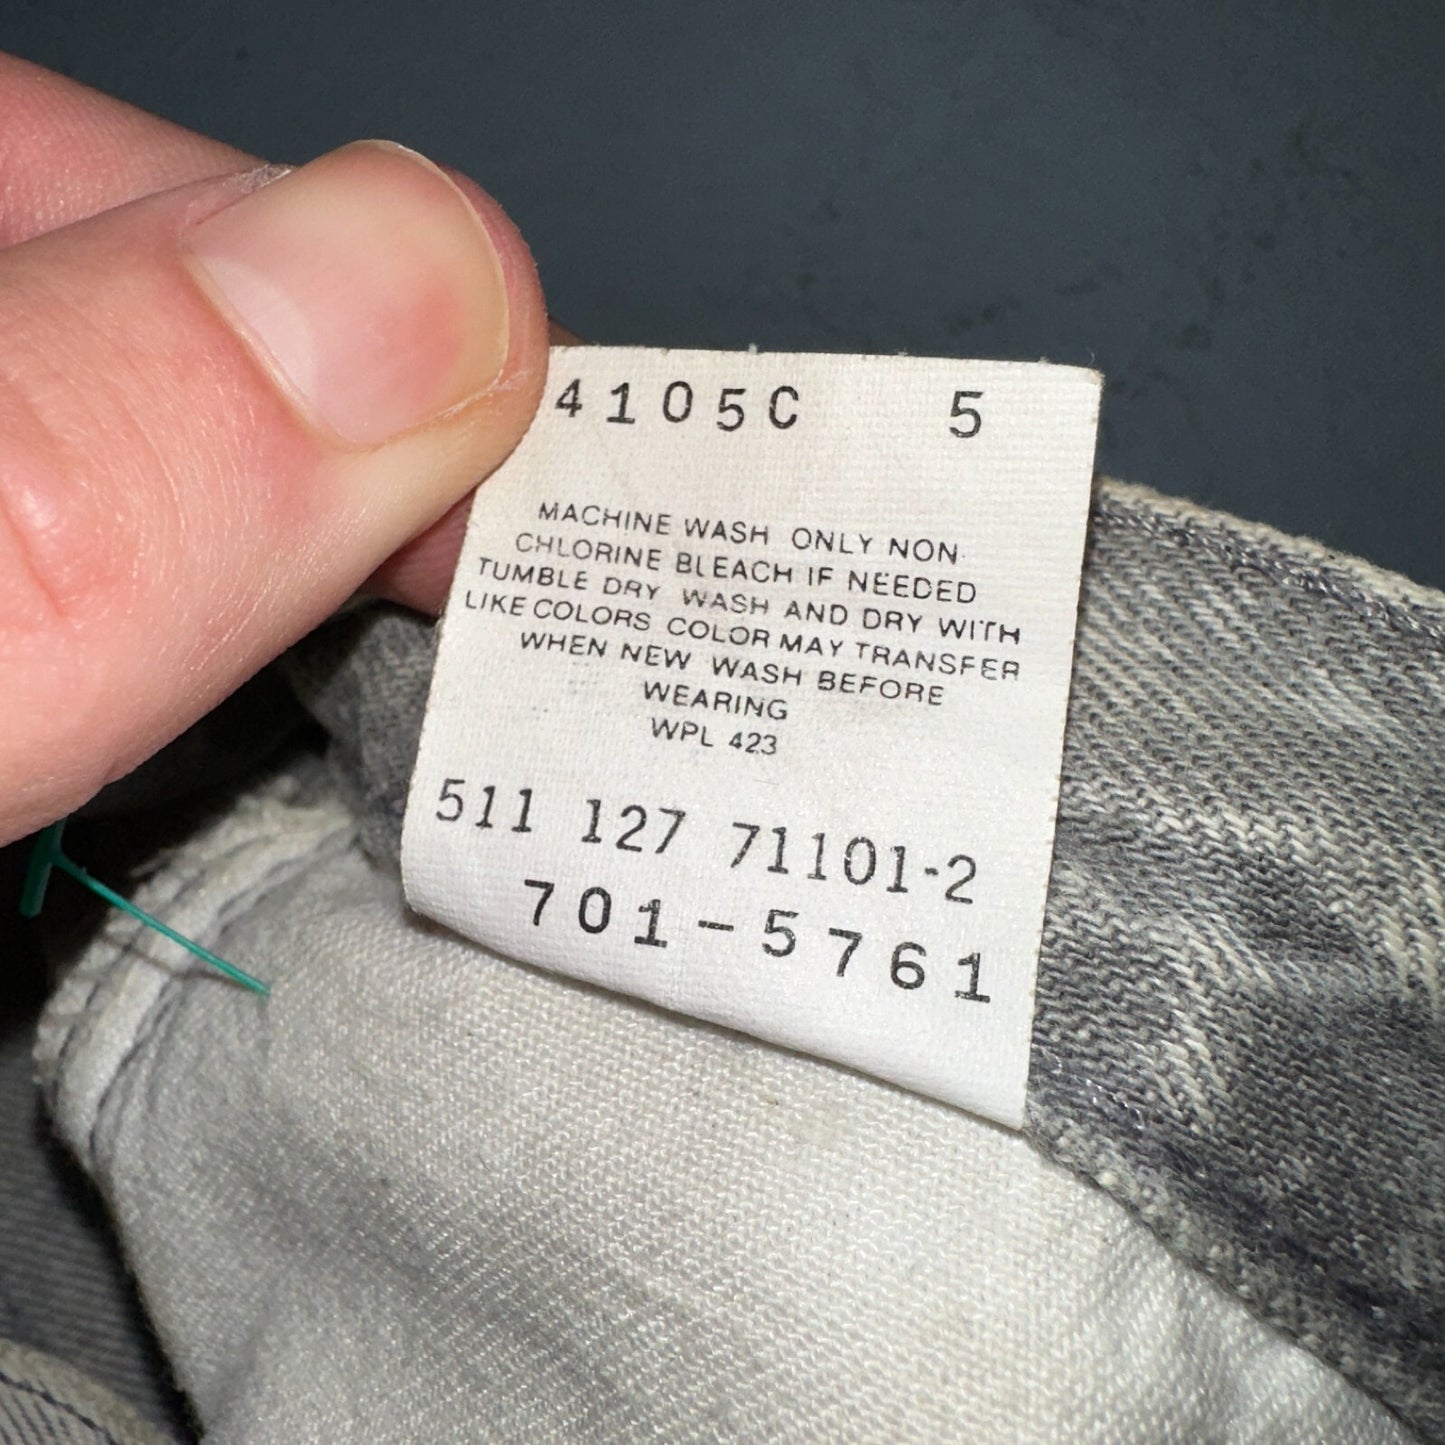 4105C 5
MACHINE WASH ONLY NON-
CHLORINE BLEACH IF NEEDED
TUMBLE DRY WASH AND DRY WITH
LIKE COLORS COLOR MAY TRANSFER
WHEN NEW WASH BEFORE
WEARING
WPL 423
511 127 71101-2
701-5761